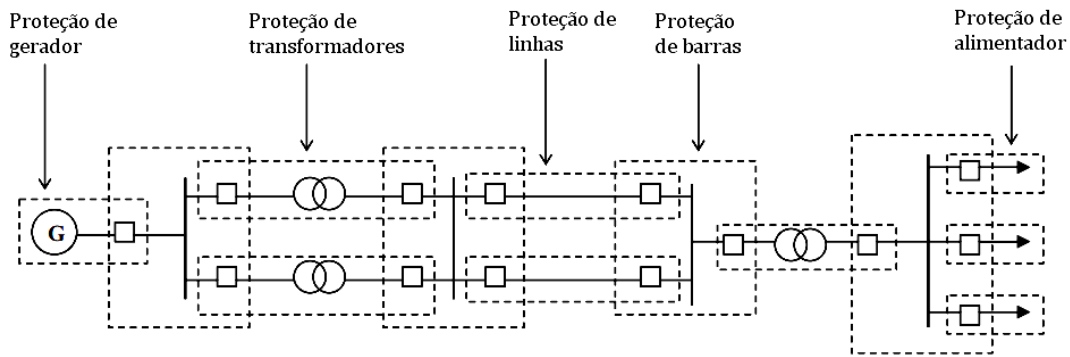 Proteção de
gerador
Proteção de
transformadores
Proteção de
linhas
Proteção
de barras
Proteção de
alimentador
G